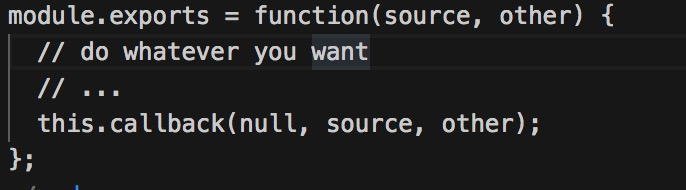 module.exports = function(source, other) {
// do whatever you want
// ...
this.callback(null, source, other);
};